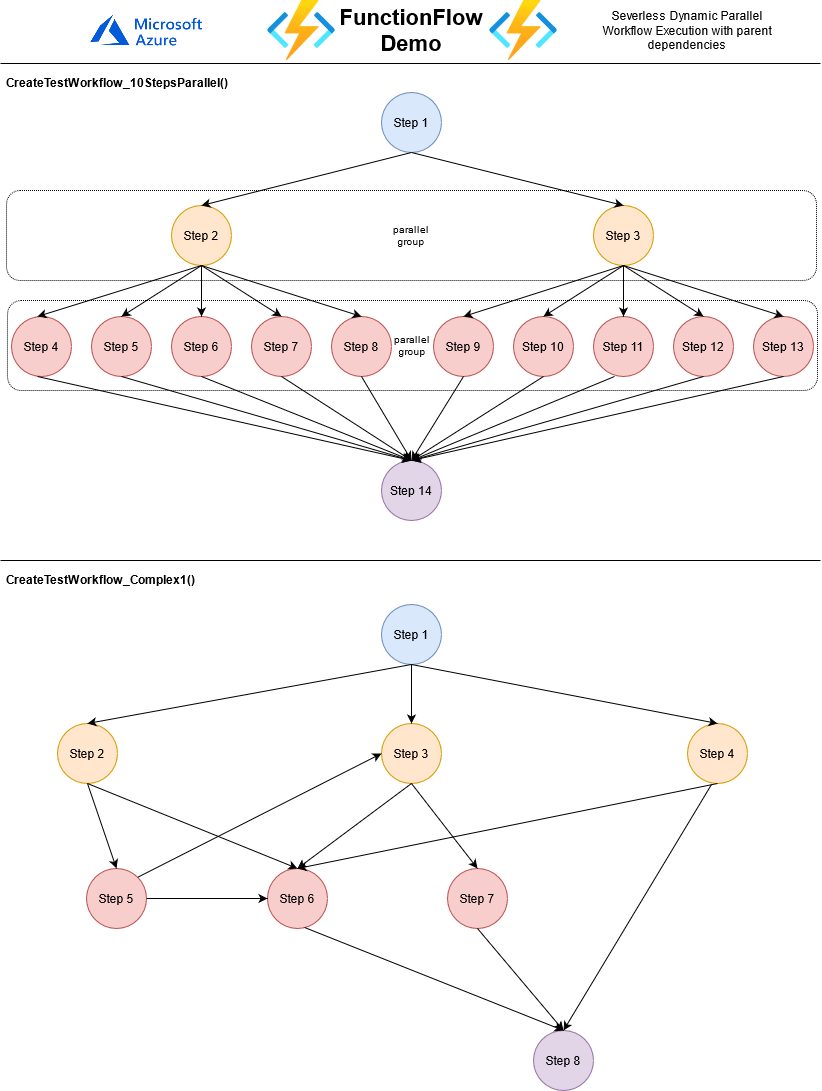 Microsoft
Azure
FunctionFlow
Demo
Severless Dynamic Parallel
Workflow Execution with parent
dependencies
CreateTestWorkflow_10StepsParallel()
Step 1
Step 2
parallel
group
Step 3
Step 4
Step 5
Step 6
Step 7
Step 8
parallel
group
Step 9
Step 10
Step 11
Step 12
Step 13
Step 14
CreateTestWorkflow_Complex1()
Step 1
Step 2
Step 3
Step 4
Step 5
Step 6
Step 7
Step 8